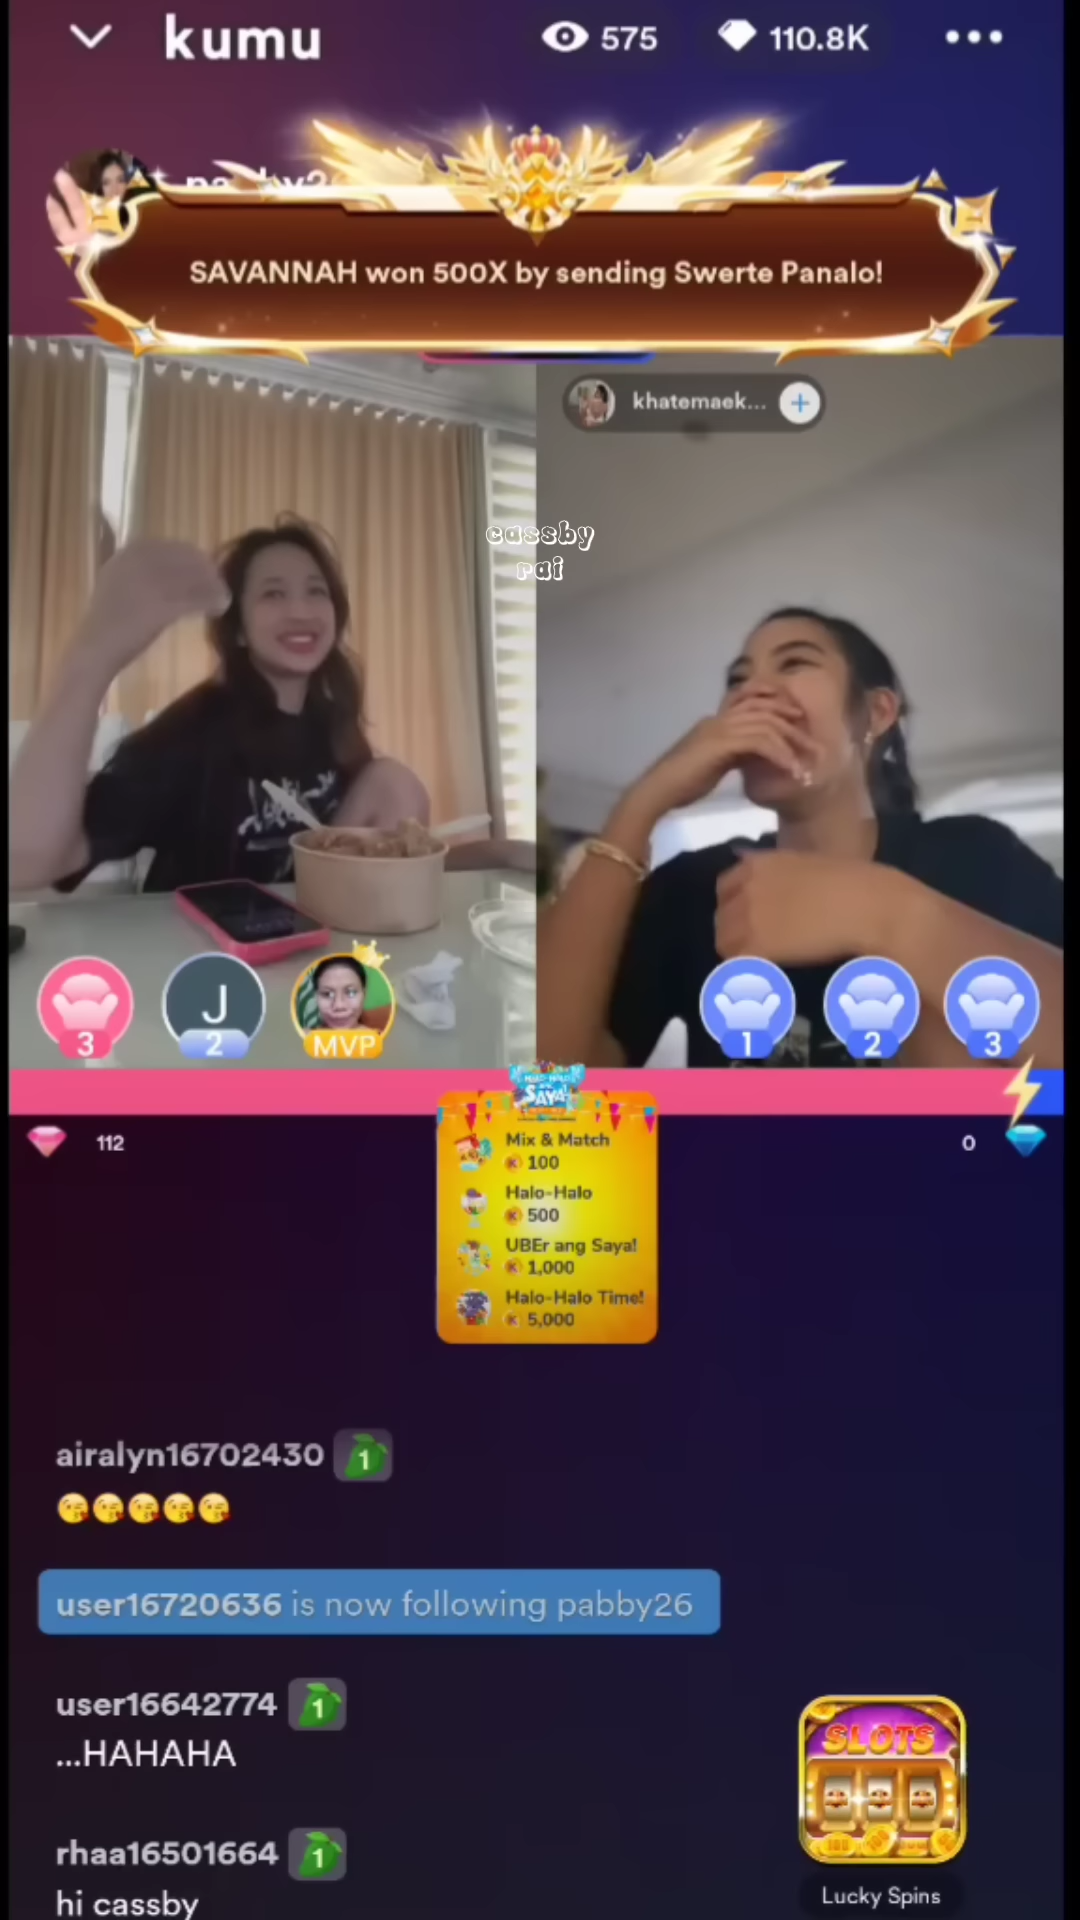 kumu
575
110.8K
SAVANNAH won 500X by sending Swerte Panalo!
khatemaek...
cassby
rai
3
J
2
MVP
1
2
3
SAYA!
112
0
Mix & Match
100
Halo-Halo
500
UBEr ang Saya!
1,000
Halo-Halo Time!
5,000
airalyn16702430
1
user16720636 is now following pabby26
user16642774
1
...HAHAHA
rhaa16501664
1
hi cassby
SLOTS
Lucky Spins